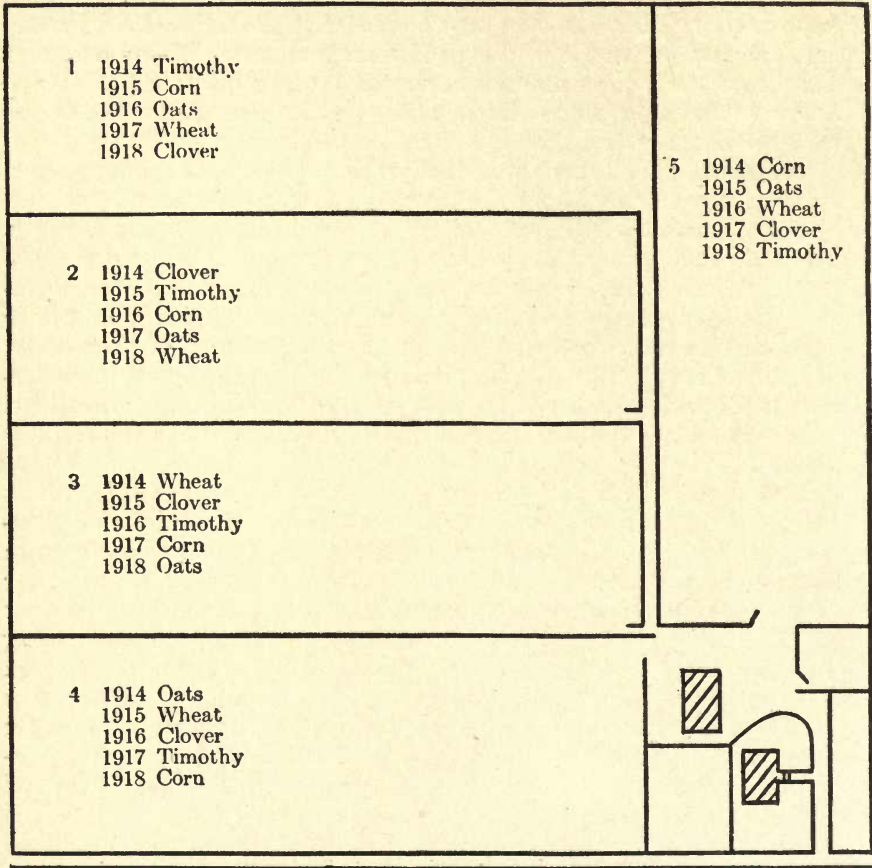 1 1914 Timothy
1915 Corn
1916 Oats
1917 Wheat
1918 Clover
2 1914 Clover
1915 Timothy
1916 Corn
1917 Oats
1918 Wheat
3 1914 Wheat
1915 Clover
1916 Timothy
1917 Corn
1918 Oats
4 1914 Oats
1915 Wheat
1916 Clover
1917 Timothy
1918 Corn
5 1914 Corn
1915 Oats
1916 Wheat
1917 Clover
1918 Timothy